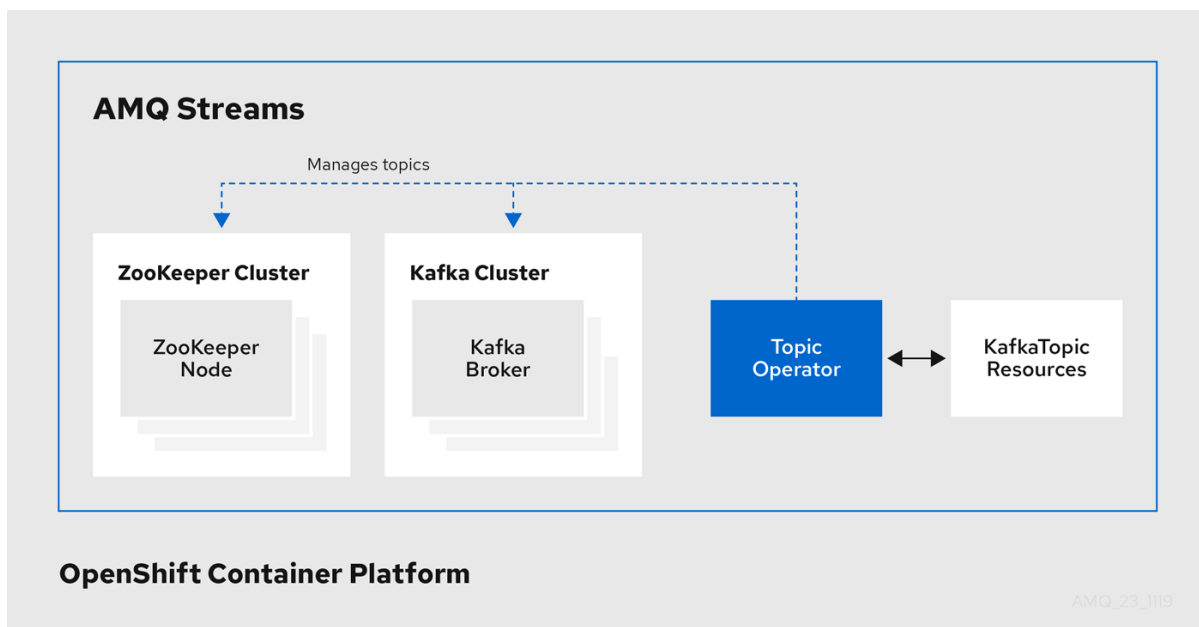 AMQ Streams
Manages topics
ZooKeeper Cluster
ZooKeeper
Node
Kafka Cluster
Kafka
Broker
Topic
Operator
KafkaTopic
Resources
OpenShift Container Platform
AMQ_23_1119